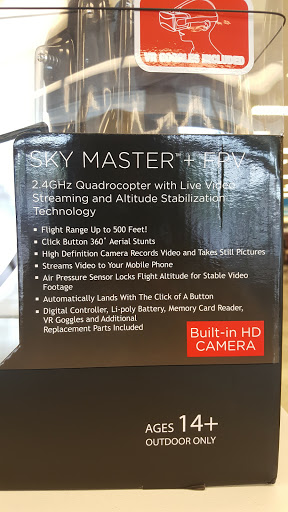 VR GOGGLES INCLUDED
SKY MASTER™+ FPV
2.4GHz Quadrocopter with Live Video
Streaming and Altitude Stabilization
Technology
• Flight Range Up to 500 Feet!
• Click Button 360° Aerial Stunts
• High Definition Camera Records Video and Takes Still Pictures
• Streams Video to Your Mobile Phone
• Air Pressure Sensor Locks Flight Altitude for Stable Video
Footage
• Automatically Lands With The Click of A Button
• Digital Controller, Li-poly Battery, Memory Card Reader,
VR Goggles and Additional
Replacement Parts Included
Built-in HD
CAMERA
AGES 14+
OUTDOOR ONLY